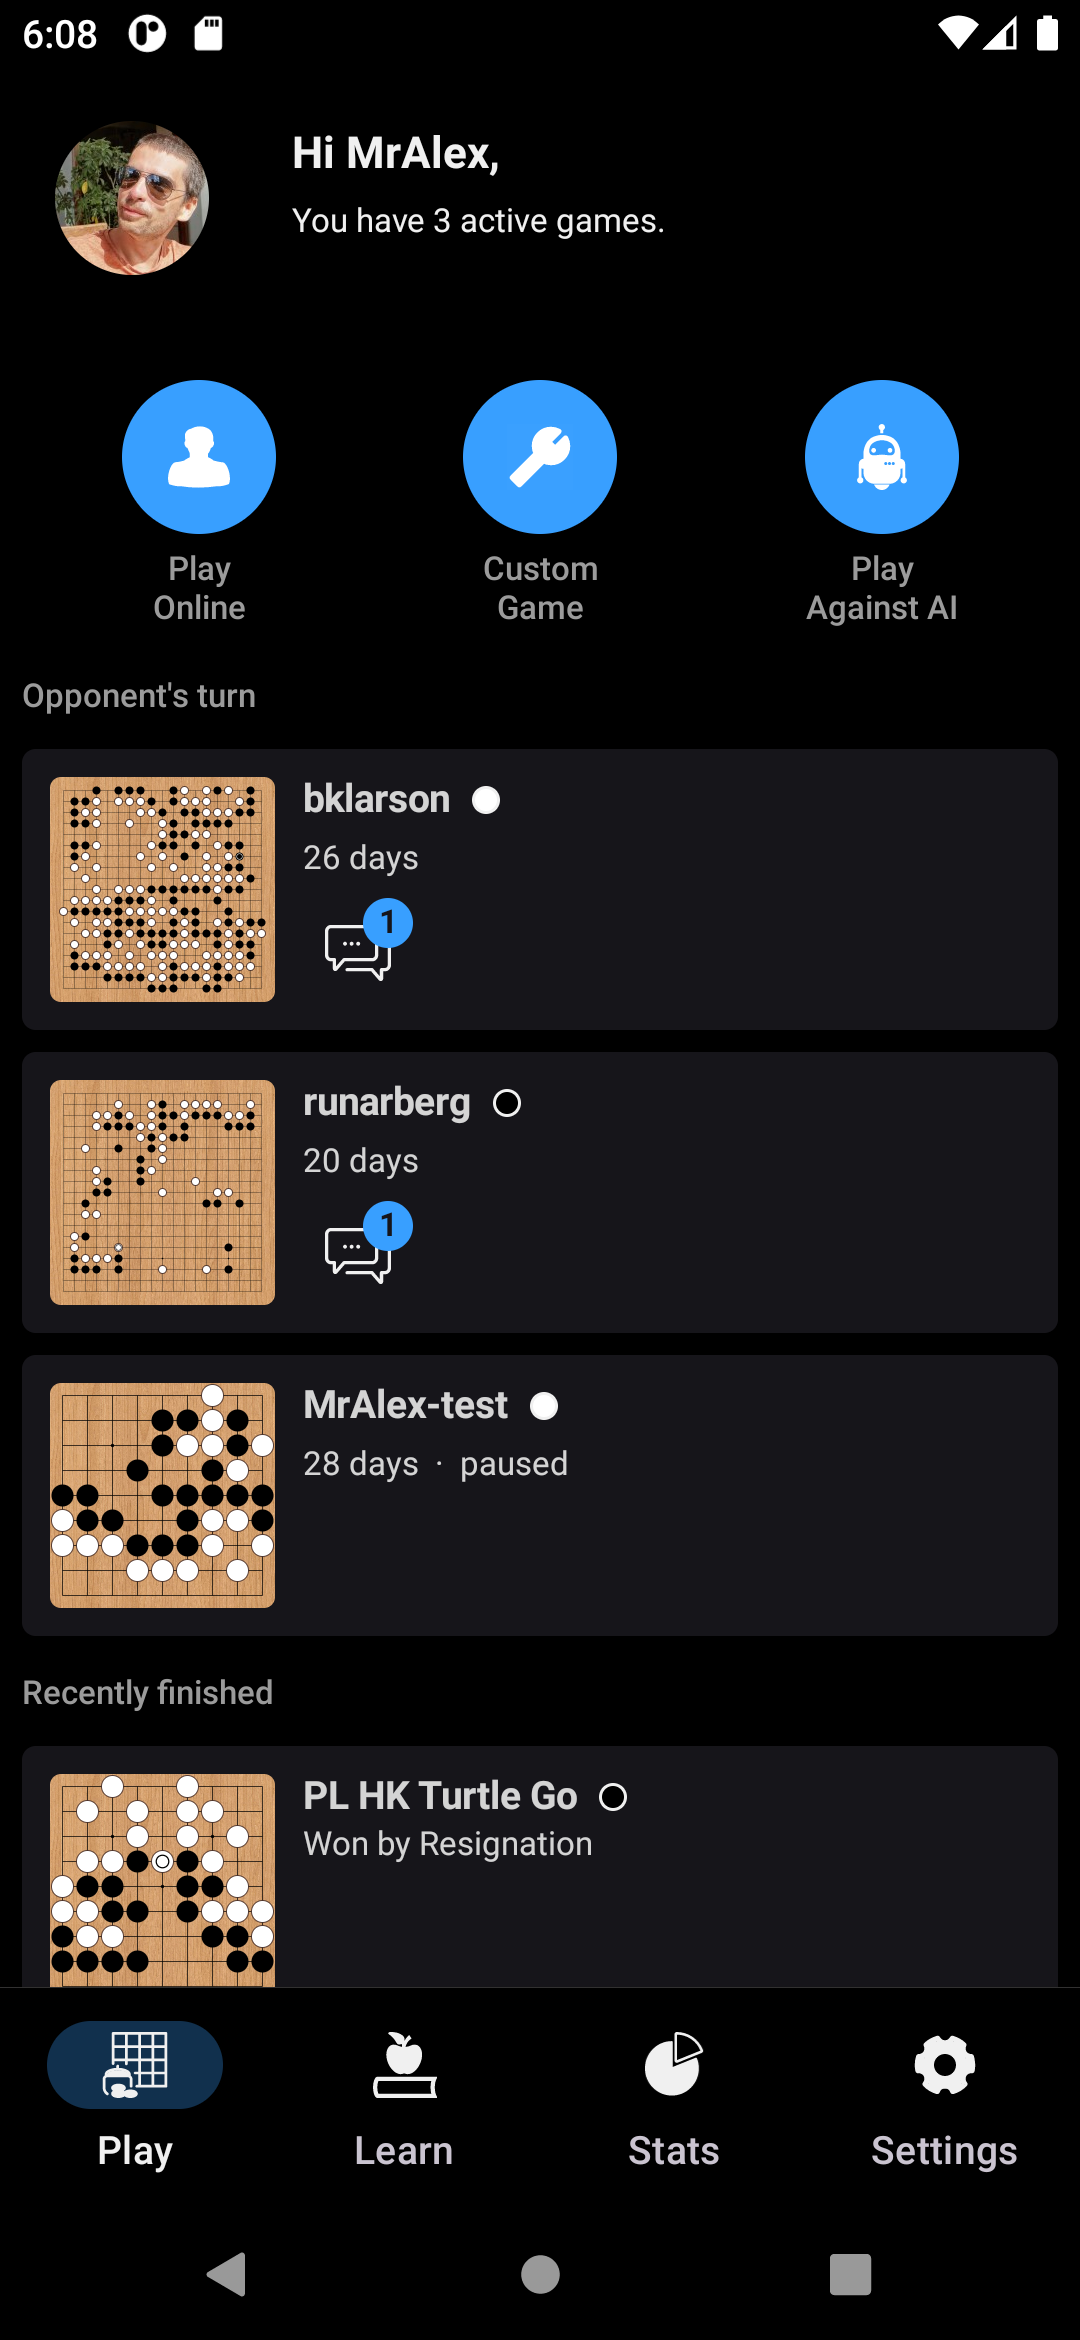 6:08
Hi MrAlex,
You have 3 active games.
Play
Online
Custom
Game
Play
Against AI
Opponent's turn
bklarson
26 days
1
runarberg
20 days
1
MrAlex-test
28 days · paused
Recently finished
PL HK Turtle Go
Won by Resignation
Play
Learn
Stats
Settings